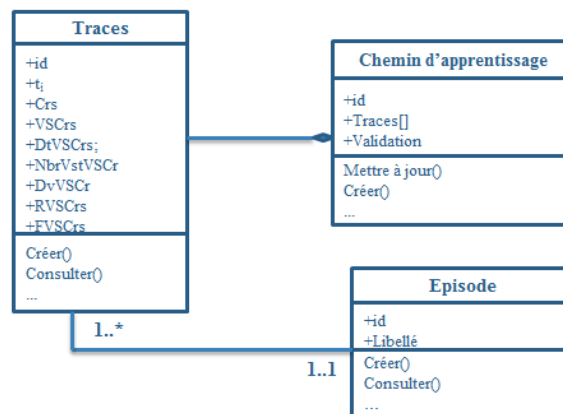 Traces
+id
+ti
+Crs
+VSCrs
+DtVSCrs;
+NbrVstVSCr
+DvVSCr
+RVSCrs
+FVSCrs
Créer()
Consulter()
...
Chemin d'apprentissage
+id
+Traces[]
+Validation
Mettre à jour()
Créer()
...
1..*
1..1
Episode
+id
+Libellé
Créer()
Consulter()
...